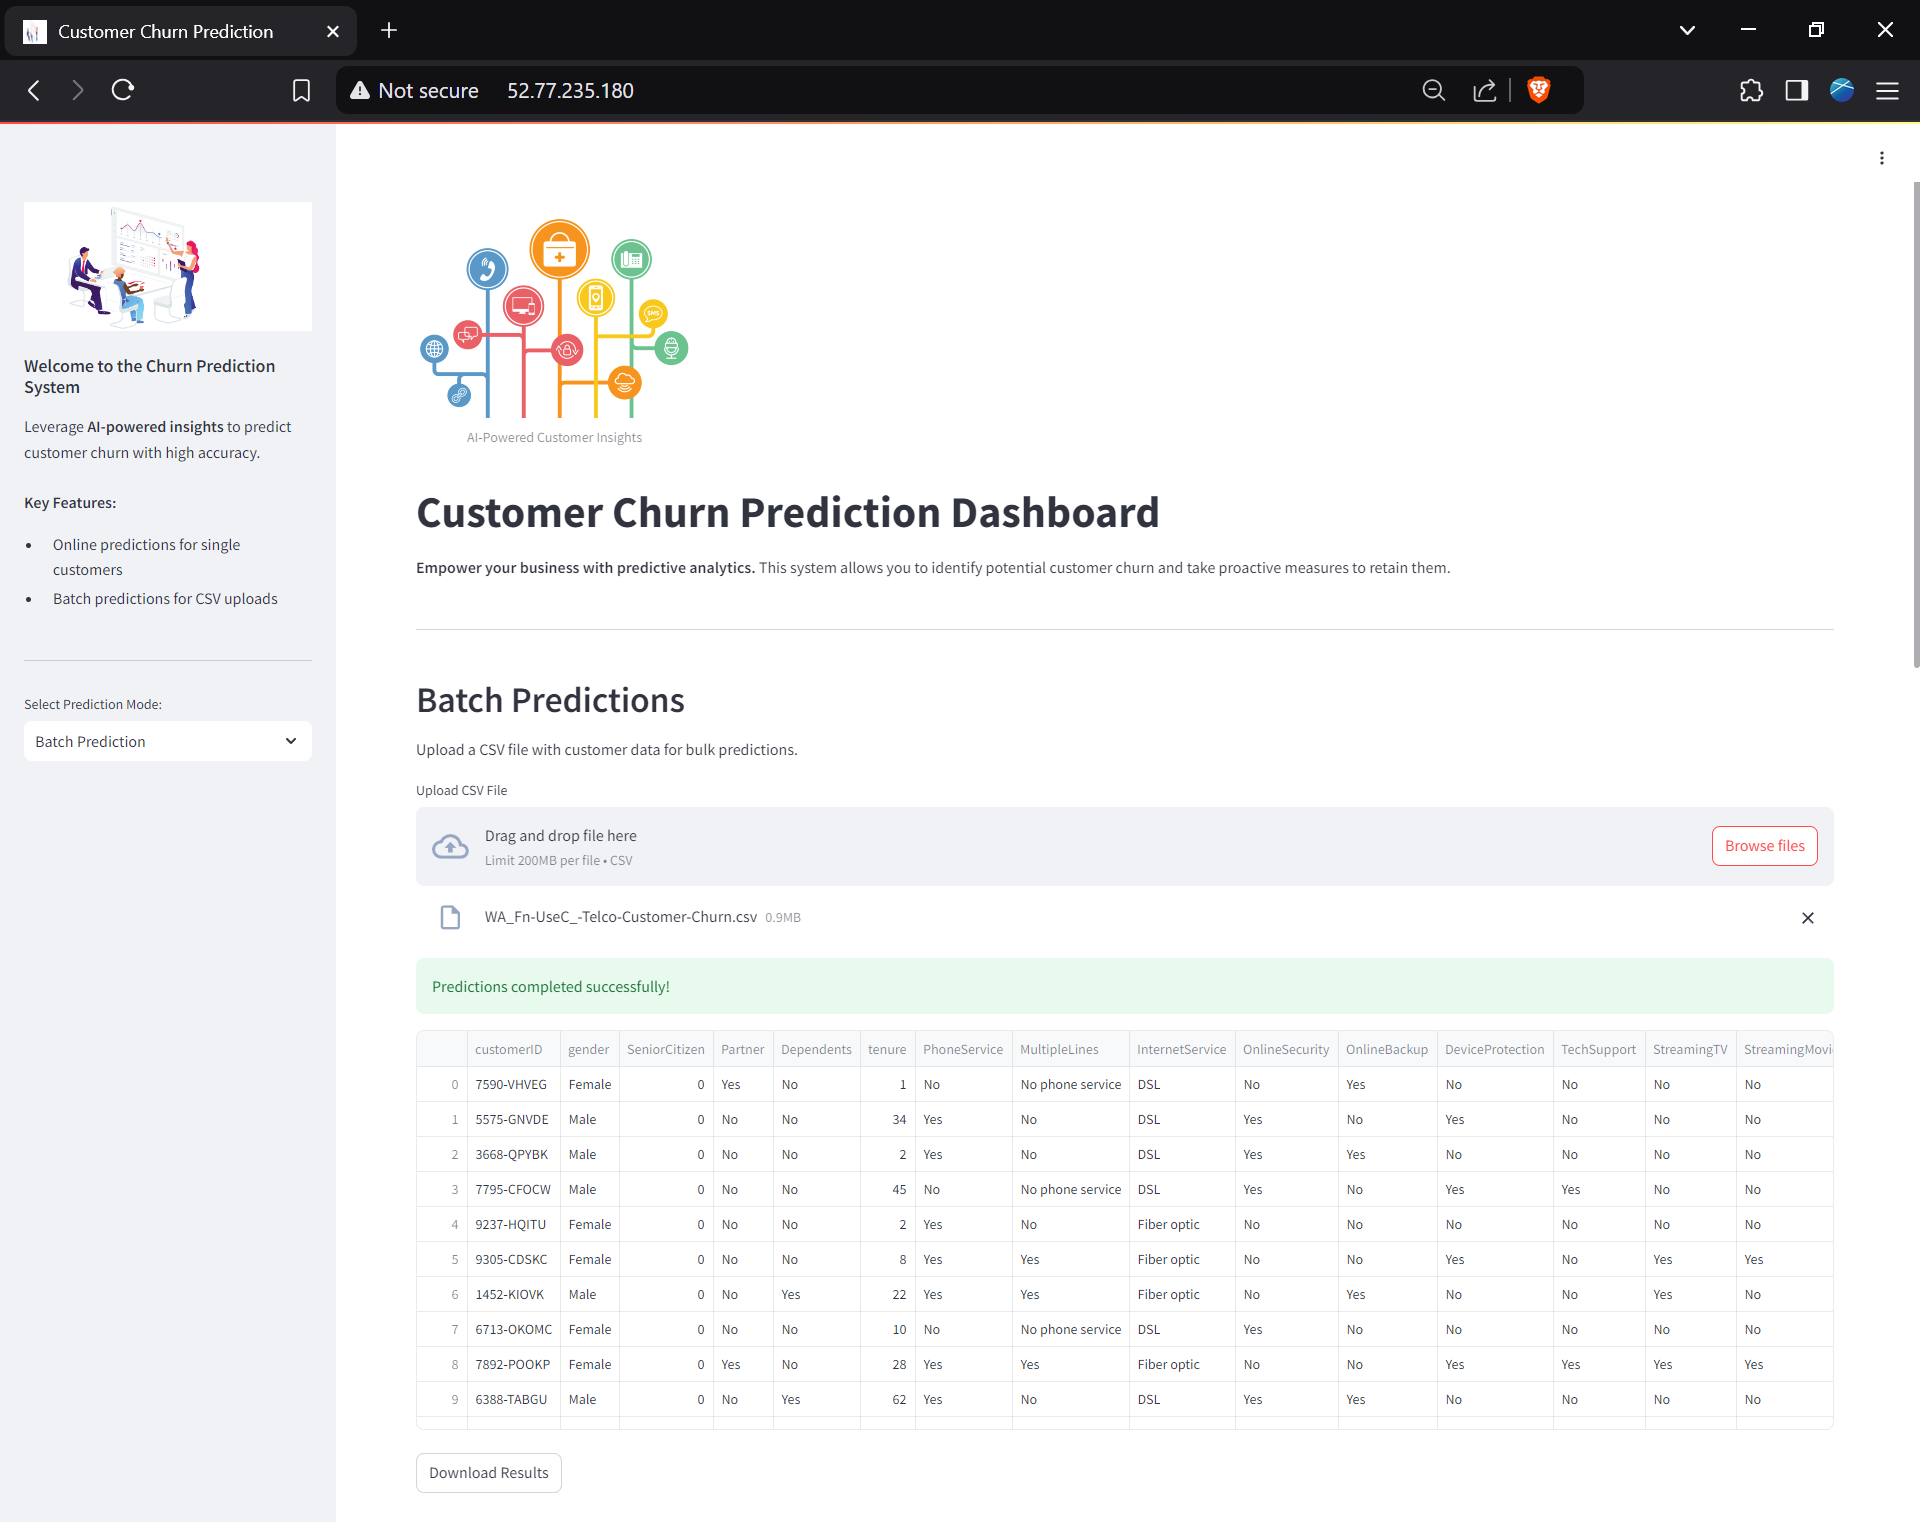 Customer Churn Prediction
Not secure 52.77.235.180
Welcome to the Churn Prediction
System
Leverage AI-powered insights to predict
customer churn with high accuracy.
Key Features:
• Online predictions for single
customers
• Batch predictions for CSV uploads
Select Prediction Mode:
Batch Prediction
SMS
AI-Powered Customer Insights
Customer Churn Prediction Dashboard
Empower your business with predictive analytics. This system allows you to identify potential customer churn and take proactive measures to retain them.
Batch Predictions
Upload a CSV file with customer data for bulk predictions.
Upload CSV File
Drag and drop file here
Limit 200MB per file • CSV
Browse files
WA_Fn-UseC_-Telco-Customer-Churn.csv 0.9MB
Predictions completed successfully!
customerID gender SeniorCitizen Partner Dependents tenure PhoneService MultipleLines InternetService OnlineSecurity OnlineBackup DeviceProtection TechSupport StreamingTV StreamingMovi
0 7590-VHVEG Female 0 Yes No 1 No No phone service DSL No Yes No No No No
1 5575-GNVDE Male 0 No No 34 Yes No DSL Yes No Yes No No No
2 3668-QPYBK Male 0 No No 2 Yes No DSL Yes Yes No No No No
3 7795-CFOCW Male 0 No No 45 No No phone service DSL Yes No Yes Yes No No
4 9237-HQITU Female 0 No No 2 Yes No Fiber optic No No No No No No
5 9305-CDSKC Female 0 No No 8 Yes Yes Fiber optic No No Yes No Yes Yes
6 1452-KIOVK Male 0 No Yes 22 Yes Yes Fiber optic No Yes No No Yes No
7 6713-OKOMC Female 0 No No 10 No No phone service DSL Yes No No No No No
8 7892-POOKP Female 0 Yes No 28 Yes Yes Fiber optic No No Yes Yes Yes Yes
9 6388-TABGU Male 0 No Yes 62 Yes No DSL Yes Yes No No No No
Download Results